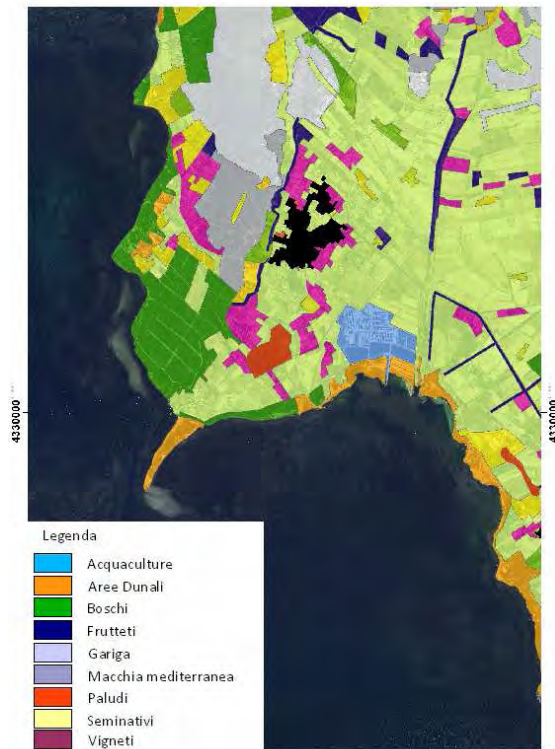 4330000
4330000
Legenda
Acquaculture
Aree Dunali
Boschi
Frutteti
Gariga
Macchia mediterranea
Paludi
Seminativi
Vigneti